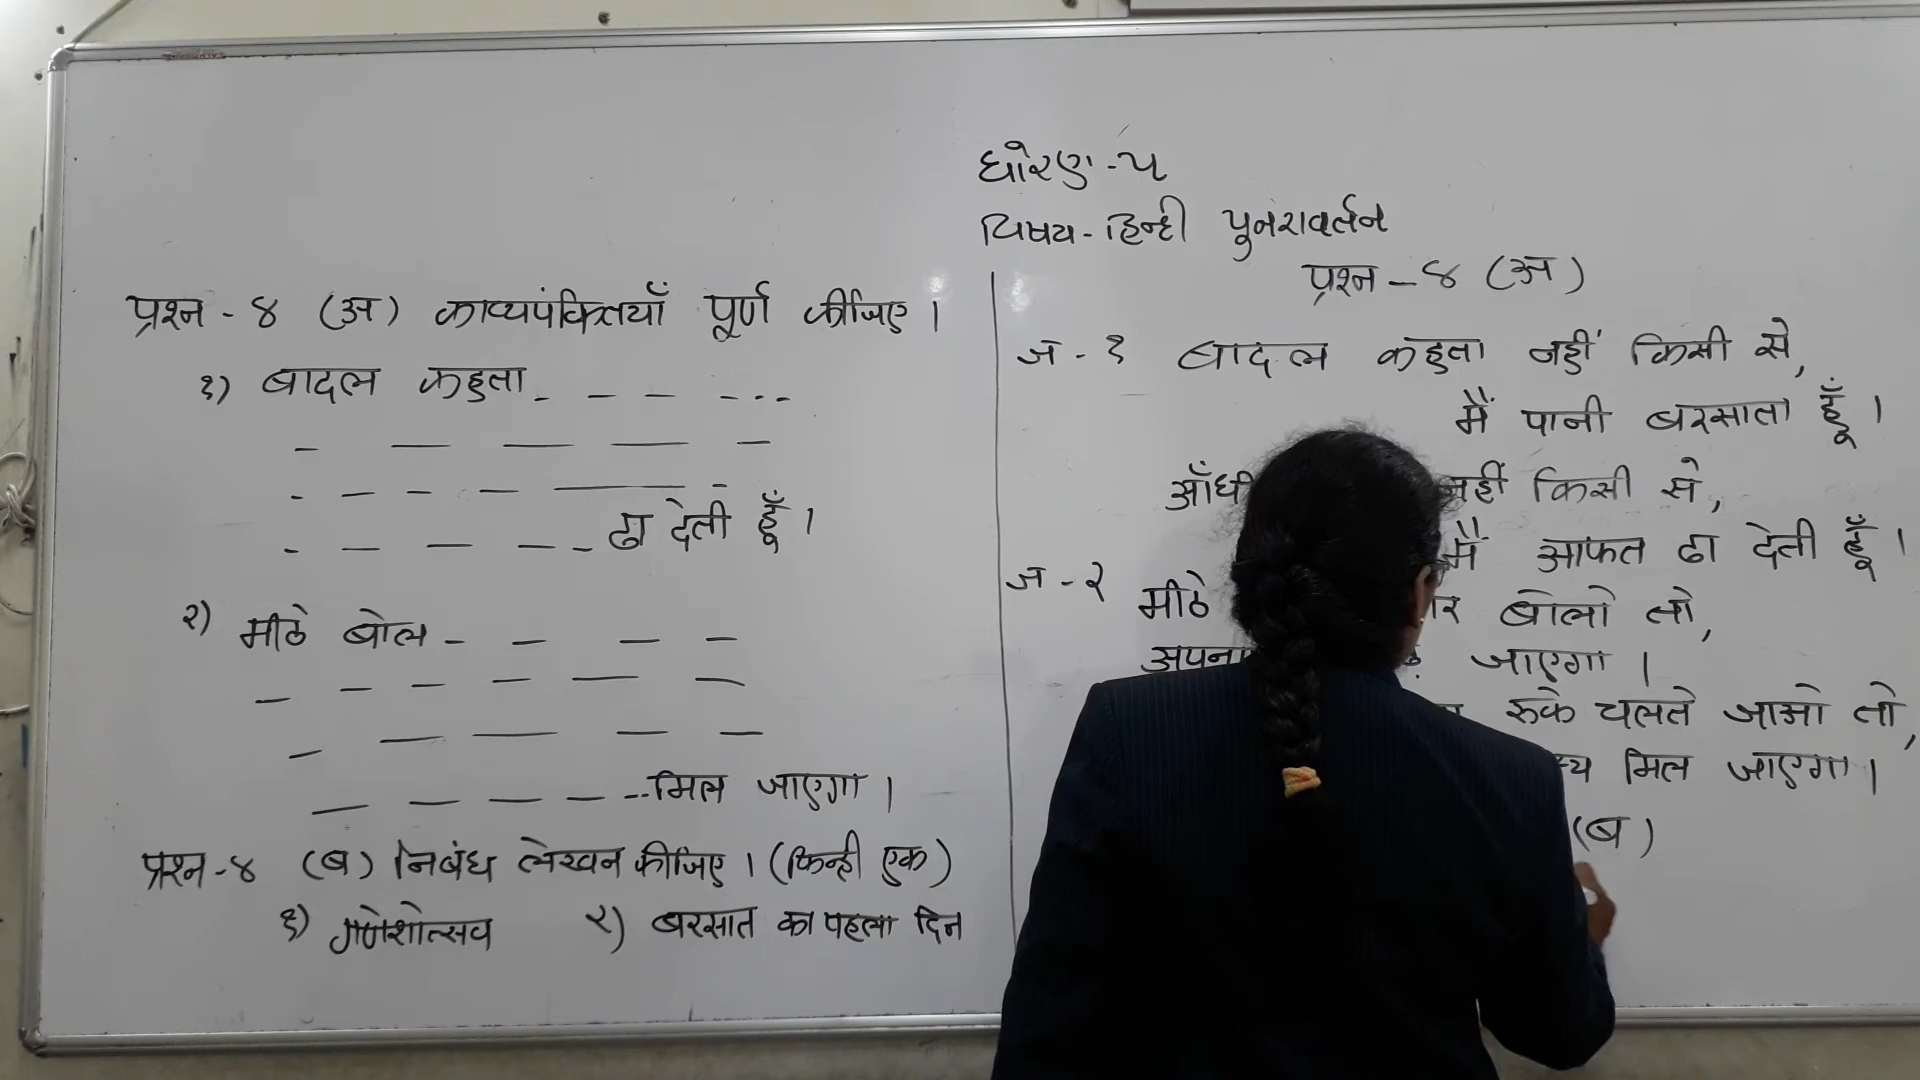 धोरण - ५
विषय - हिन्दी पुनरावर्तन
प्रश्न - ४ (अ) काव्यपंक्तियाँ पूर्ण कीजिए ।
१) बादल कहता - - - - - - -
- - - - -
- - - - - -
- - - - - ढा देती हूँ ।
२) मीठे बोल - - - -
- - - - - -
- - - - -
- - - - - -- मिल जाएगा ।
प्रश्न - ४ (ब) निबंध लेखन कीजिए । (किन्ही एक)
१) गणेशोत्सव २) बरसात का पहला दिन
प्रश्न - ४ (अ)
ज - १ बादल कहता नहीं किसी से,
मैं पानी बरसाता हूँ ।
आँधी नहीं किसी से,
मैं आफत ढा देती हूँ ।
ज - २ मीठे बोलो तो,
जाएगा ।
रुके चलते जाओ तो,
मिल जाएगा ।
(ब)